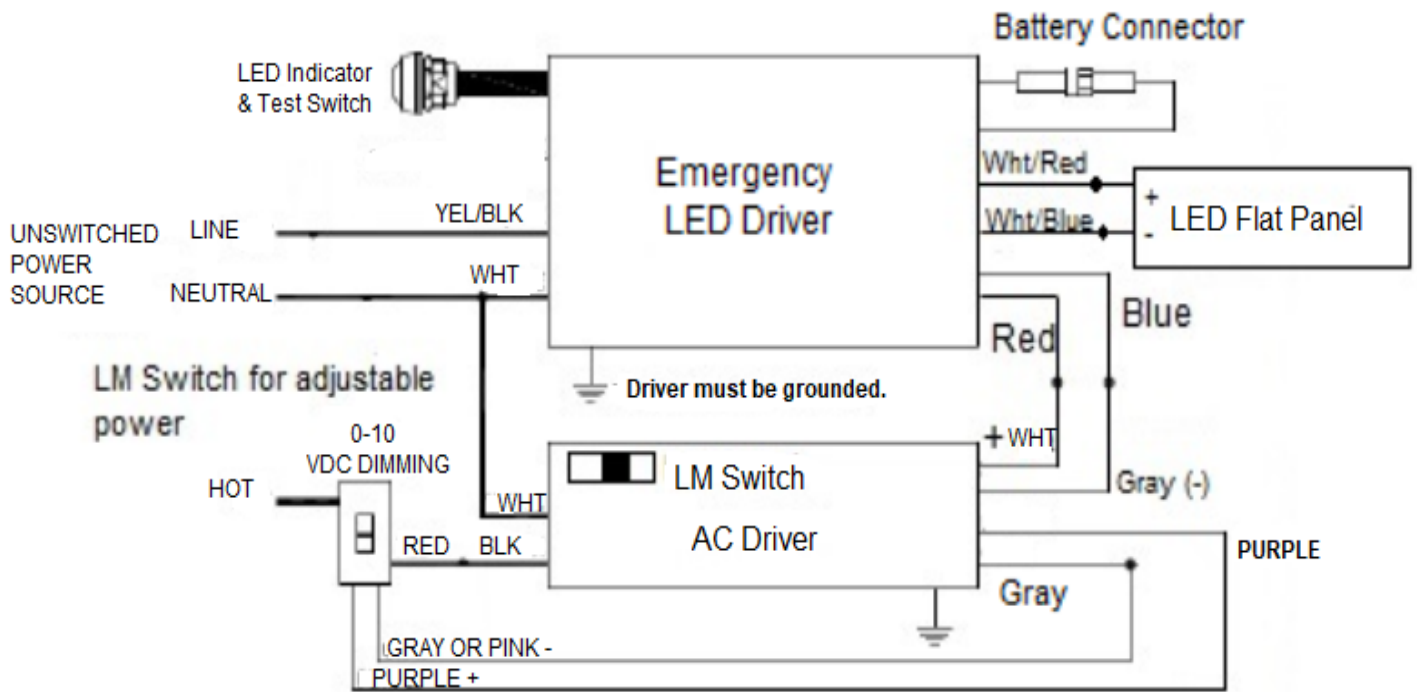 Battery Connector
LED Indicator
& Test Switch
Emergency
LED Driver
Wht/Red
Wht/Blue
+
-
LED Flat Panel
UNSWITCHED
POWER
SOURCE
LINE
YEL/BLK
NEUTRAL
WHT
Red
Blue
Driver must be grounded.
LM Switch for adjustable
power
0-10
VDC DIMMING
HOT
RED
BLK
WHT
LM Switch
AC Driver
+ WHT
Gray (-)
PURPLE
Gray
GRAY OR PINK -
PURPLE +